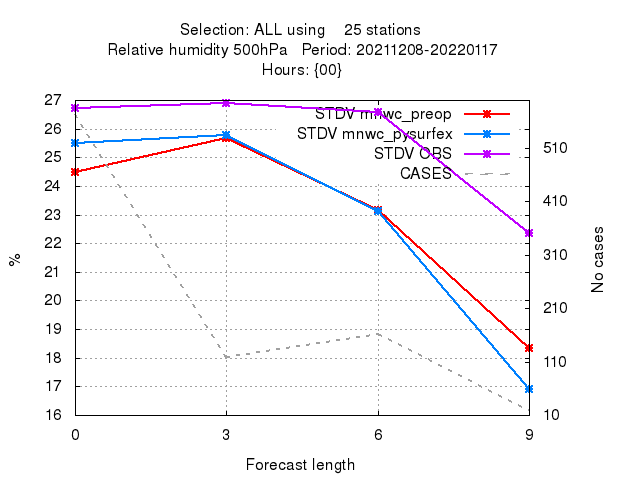 Selection: ALL using    25 stations
Relative humidity 500hPa   Period: 20211208-20220117
Hours: {00}
STDV mnwc_preop
STDV mnwc_pysurfex
STDV OBS
CASES
27
26
25
24
23
22
21
20
19
18
17
16
%
510
410
310
210
110
10
No cases
0 3 6 9
Forecast length